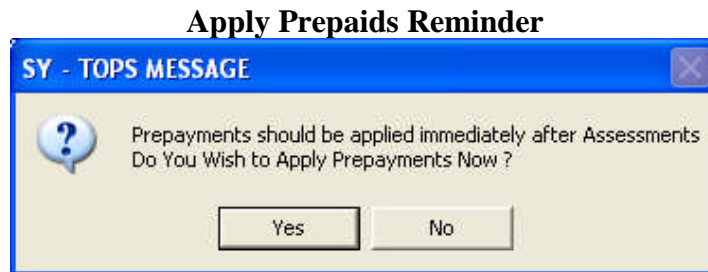 Apply Prepaids Reminder
SY - TOPS MESSAGE
Prepayments should be applied immediately after Assessments
Do You Wish to Apply Prepayments Now ?
Yes No